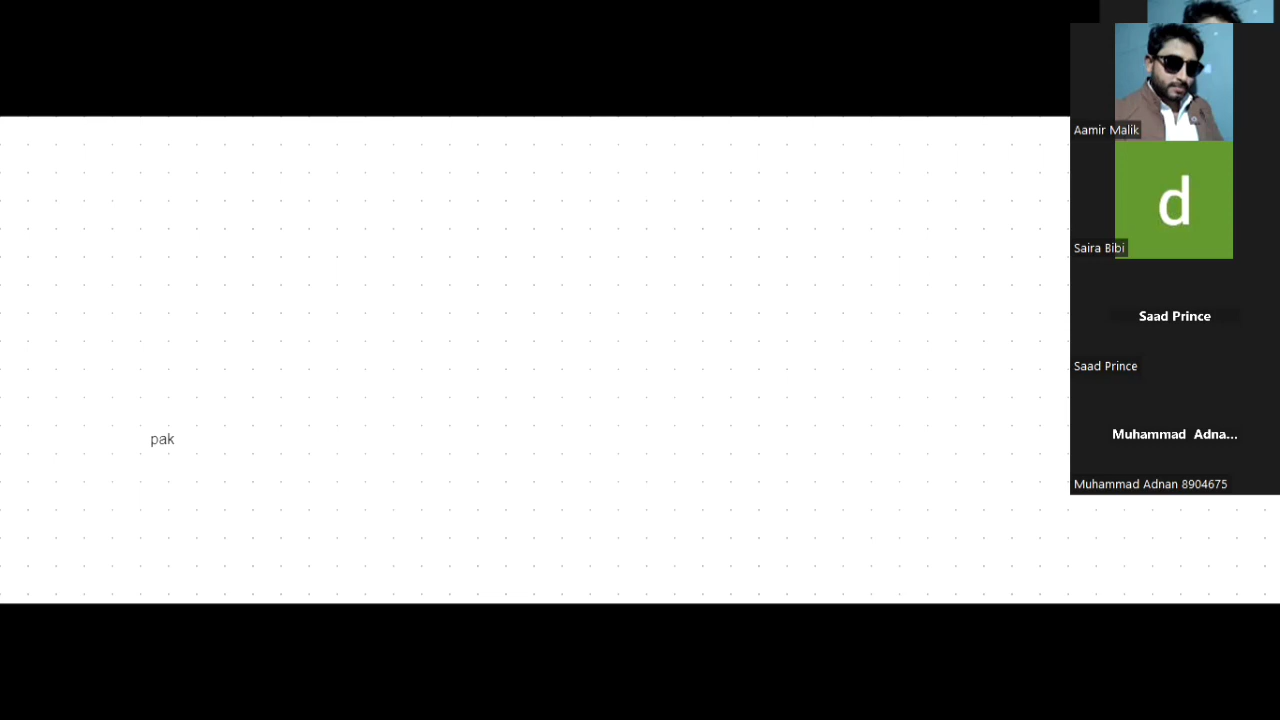 Aamir Malik
d
Saira Bibi
Saad Prince
Saad Prince
pak
Muhammad Adna...
Muhammad Adnan 8904675